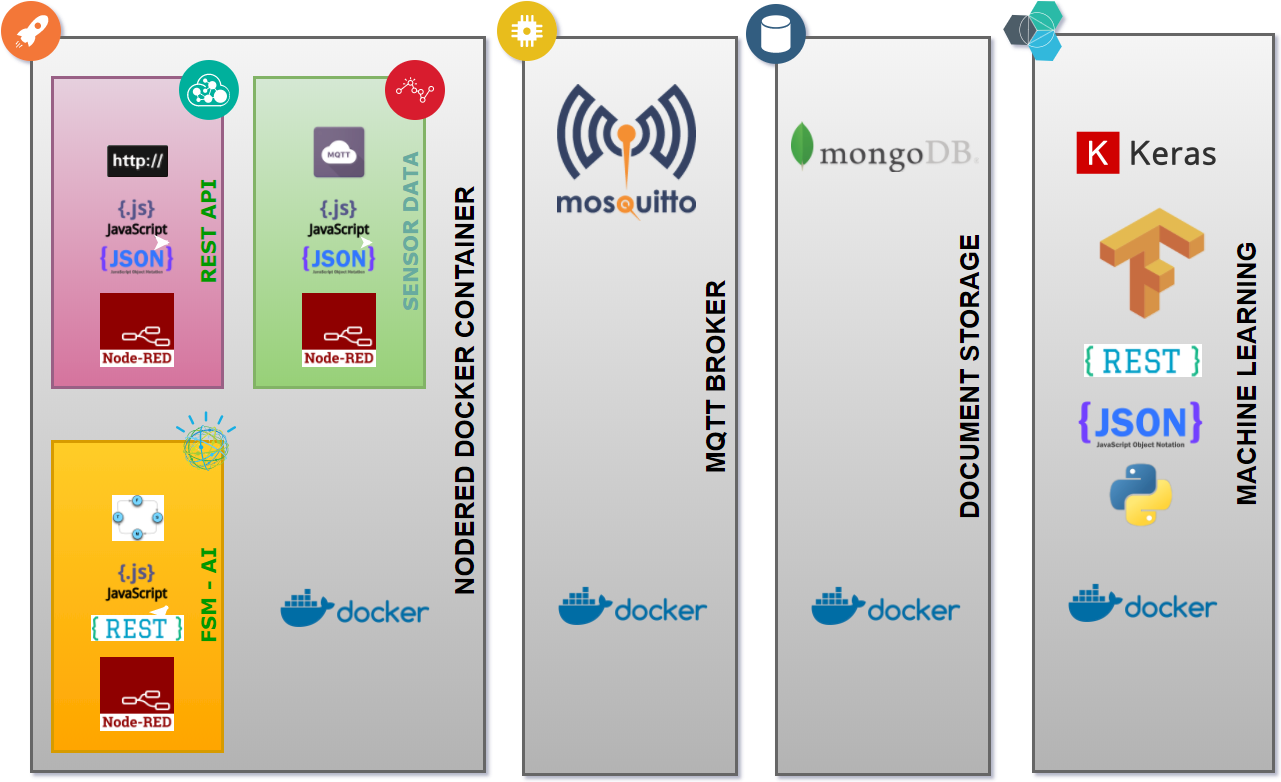 http://
{.js}
JavaScript
{JSON}
JavaScript Object Notation
Node-RED
REST API
MQTT
{.js}
JavaScript
{JSON}
JavaScript Object Notation
Node-RED
SENSOR DATA
{.js}
JavaScript
{REST}
Node-RED
FSM - AI
docker
NODERED DOCKER CONTAINER
mosquitto
docker
MQTT BROKER
mongoDB.
docker
DOCUMENT STORAGE
K Keras
{REST}
{JSON}
JavaScript Object Notation
docker
MACHINE LEARNING